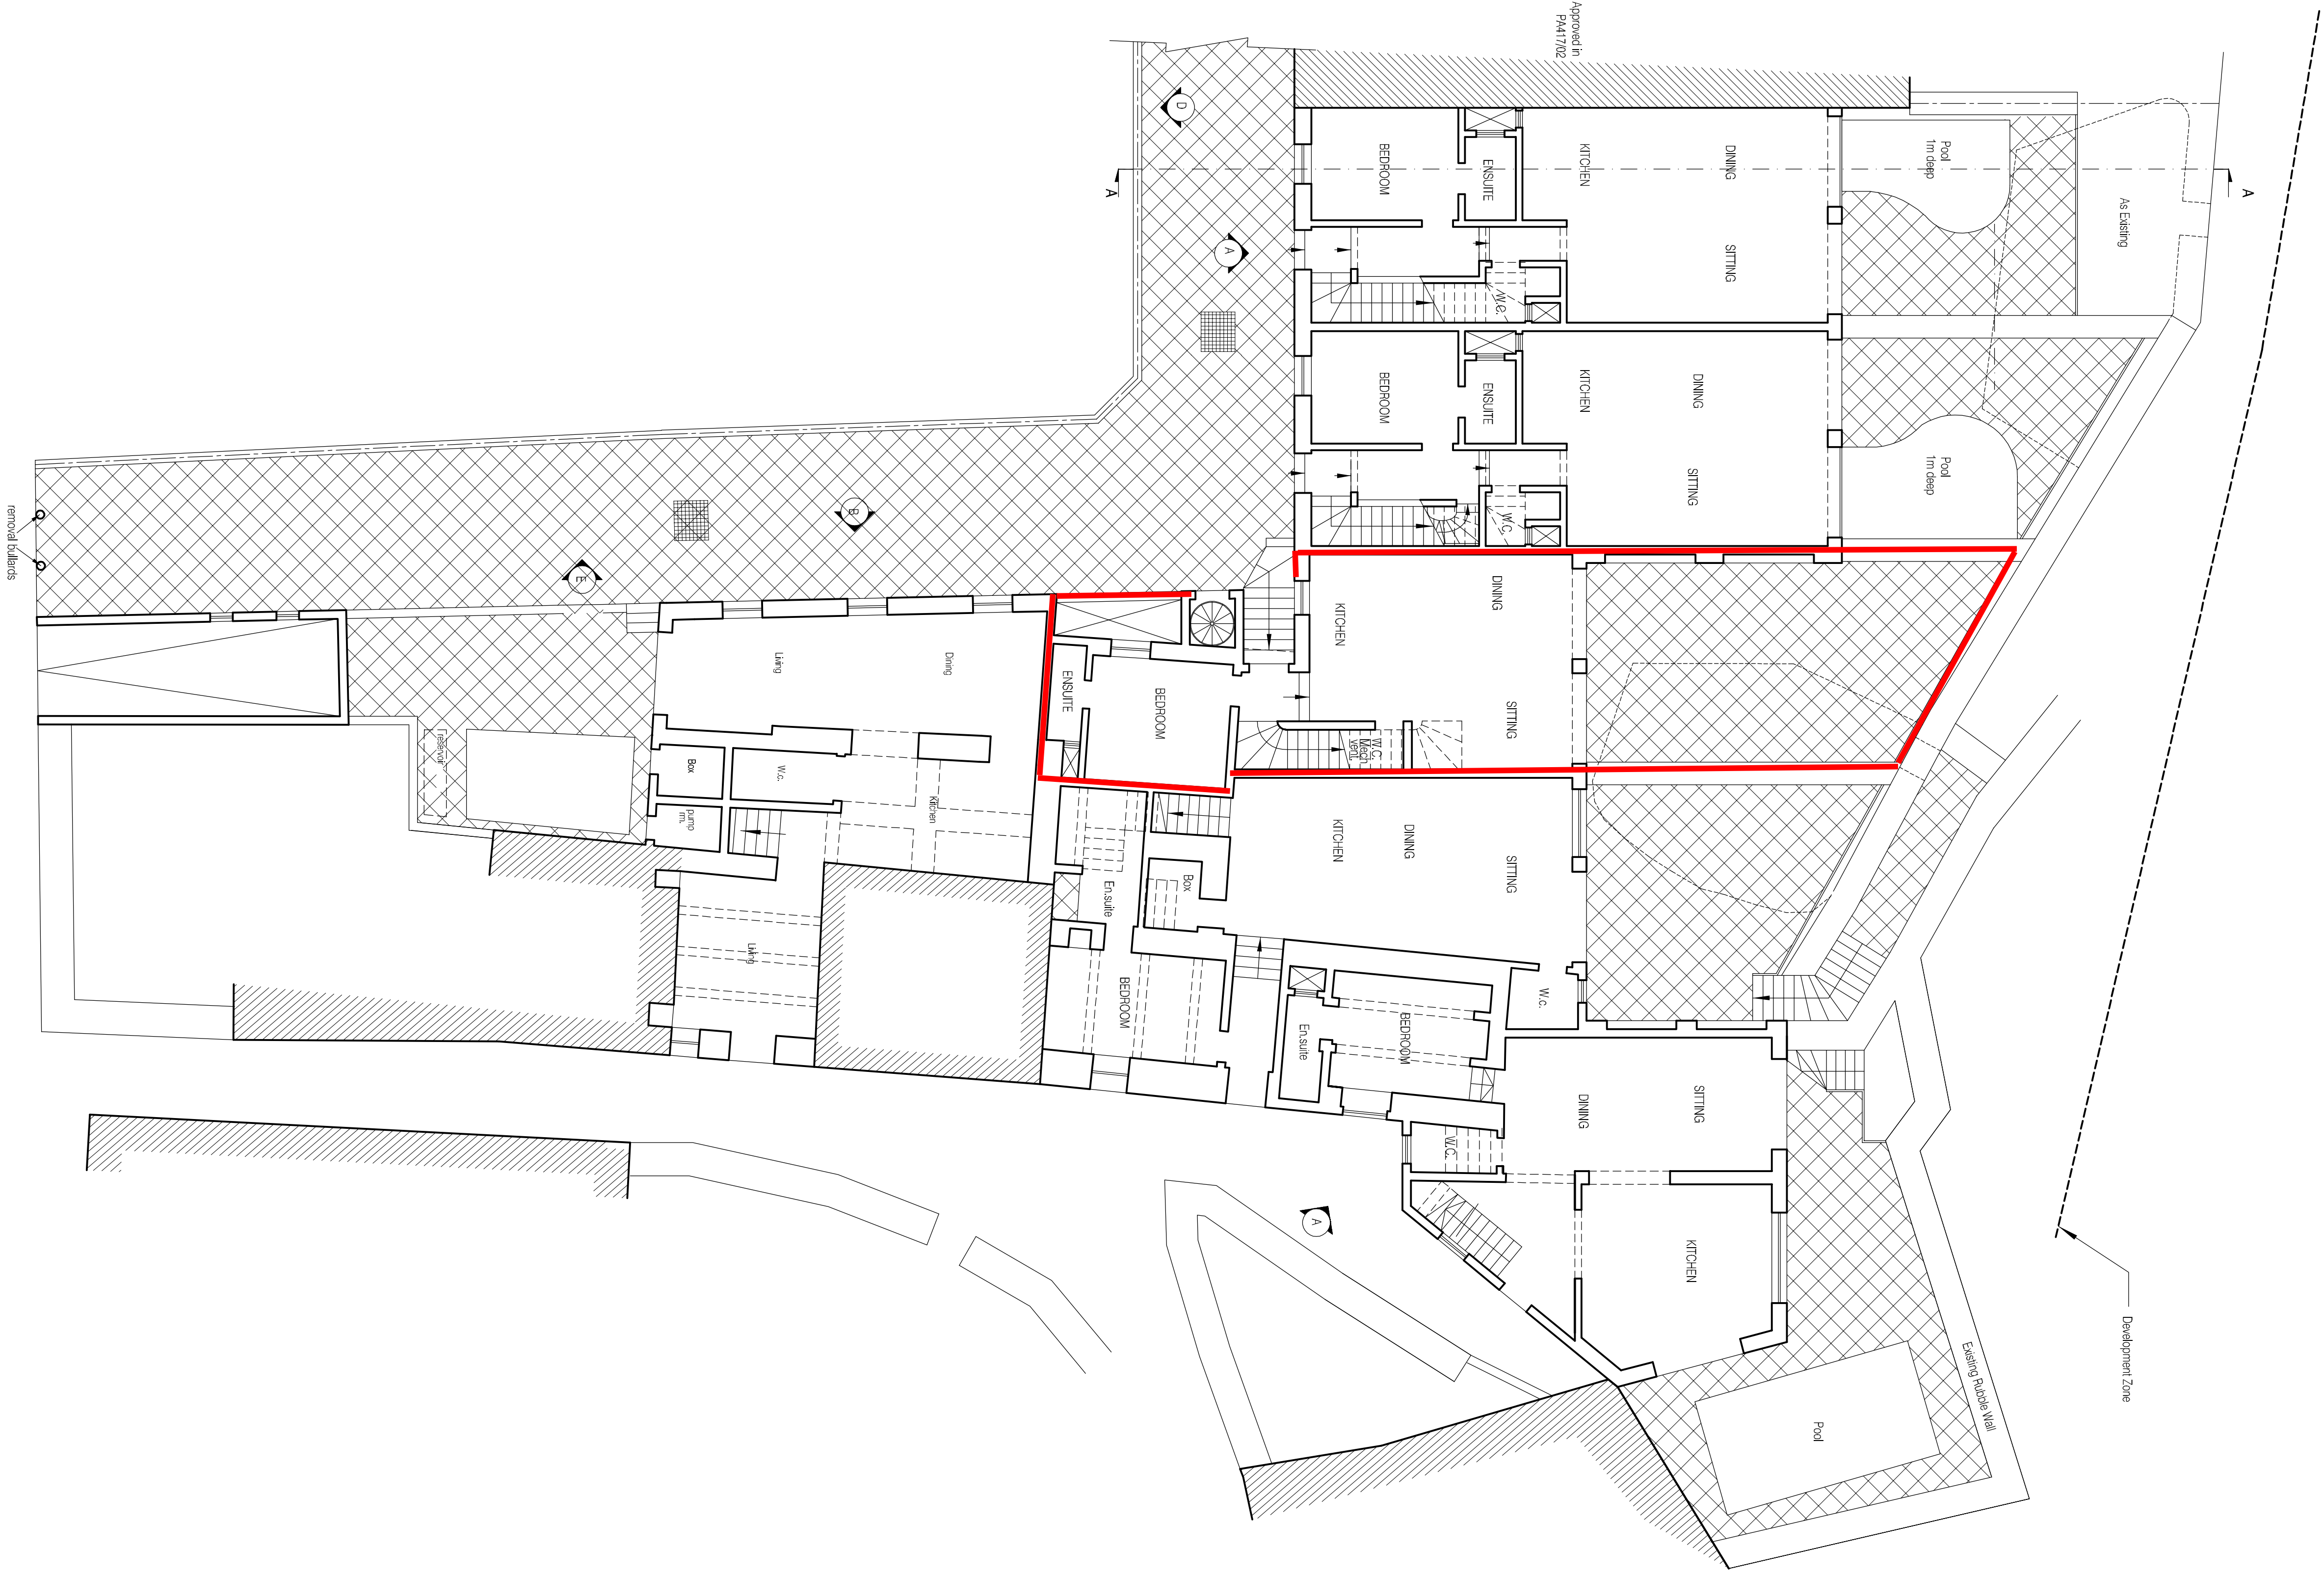 Approved in
PA417/02
D
A
A
BEDROOM
ENSUITE
KITCHEN
DINING
SITTING
W.C.
Pool
1m deep
As Existing
A
A
BEDROOM
ENSUITE
KITCHEN
DINING
SITTING
W.C.
Pool
1m deep
removal bullards
B
E
KITCHEN
DINING
SITTING
W.C.
Mech
vent.
ENSUITE
BEDROOM
Living
Dining
Kitchen
Box
W.c.
pump
rm.
reservoir
Living
KITCHEN
DINING
SITTING
En.suite
Box
BEDROOM
W.c.
En.suite
BEDROOM
DINING
SITTING
W.C.
KITCHEN
A
Pool
Existing Rubble Wall
Development Zone